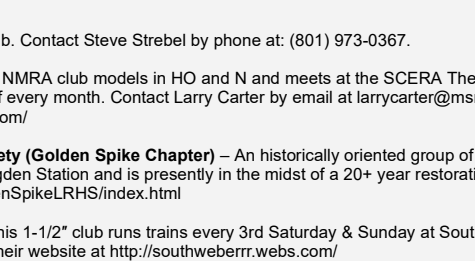 b. Contact Steve Strebel by phone at: (801) 973-0367.
NMRA club models in HO and N and meets at the SCERA The
f every month. Contact Larry Carter by email at larrycarter@ms
om/
ety (Golden Spike Chapter) – An historically oriented group of
gden Station and is presently in the midst of a 20+ year restorati
enSpikeLRHS/index.html
his 1-1/2″ club runs trains every 3rd Saturday & Sunday at Sout
heir website at http://southweberrr.webs.com/